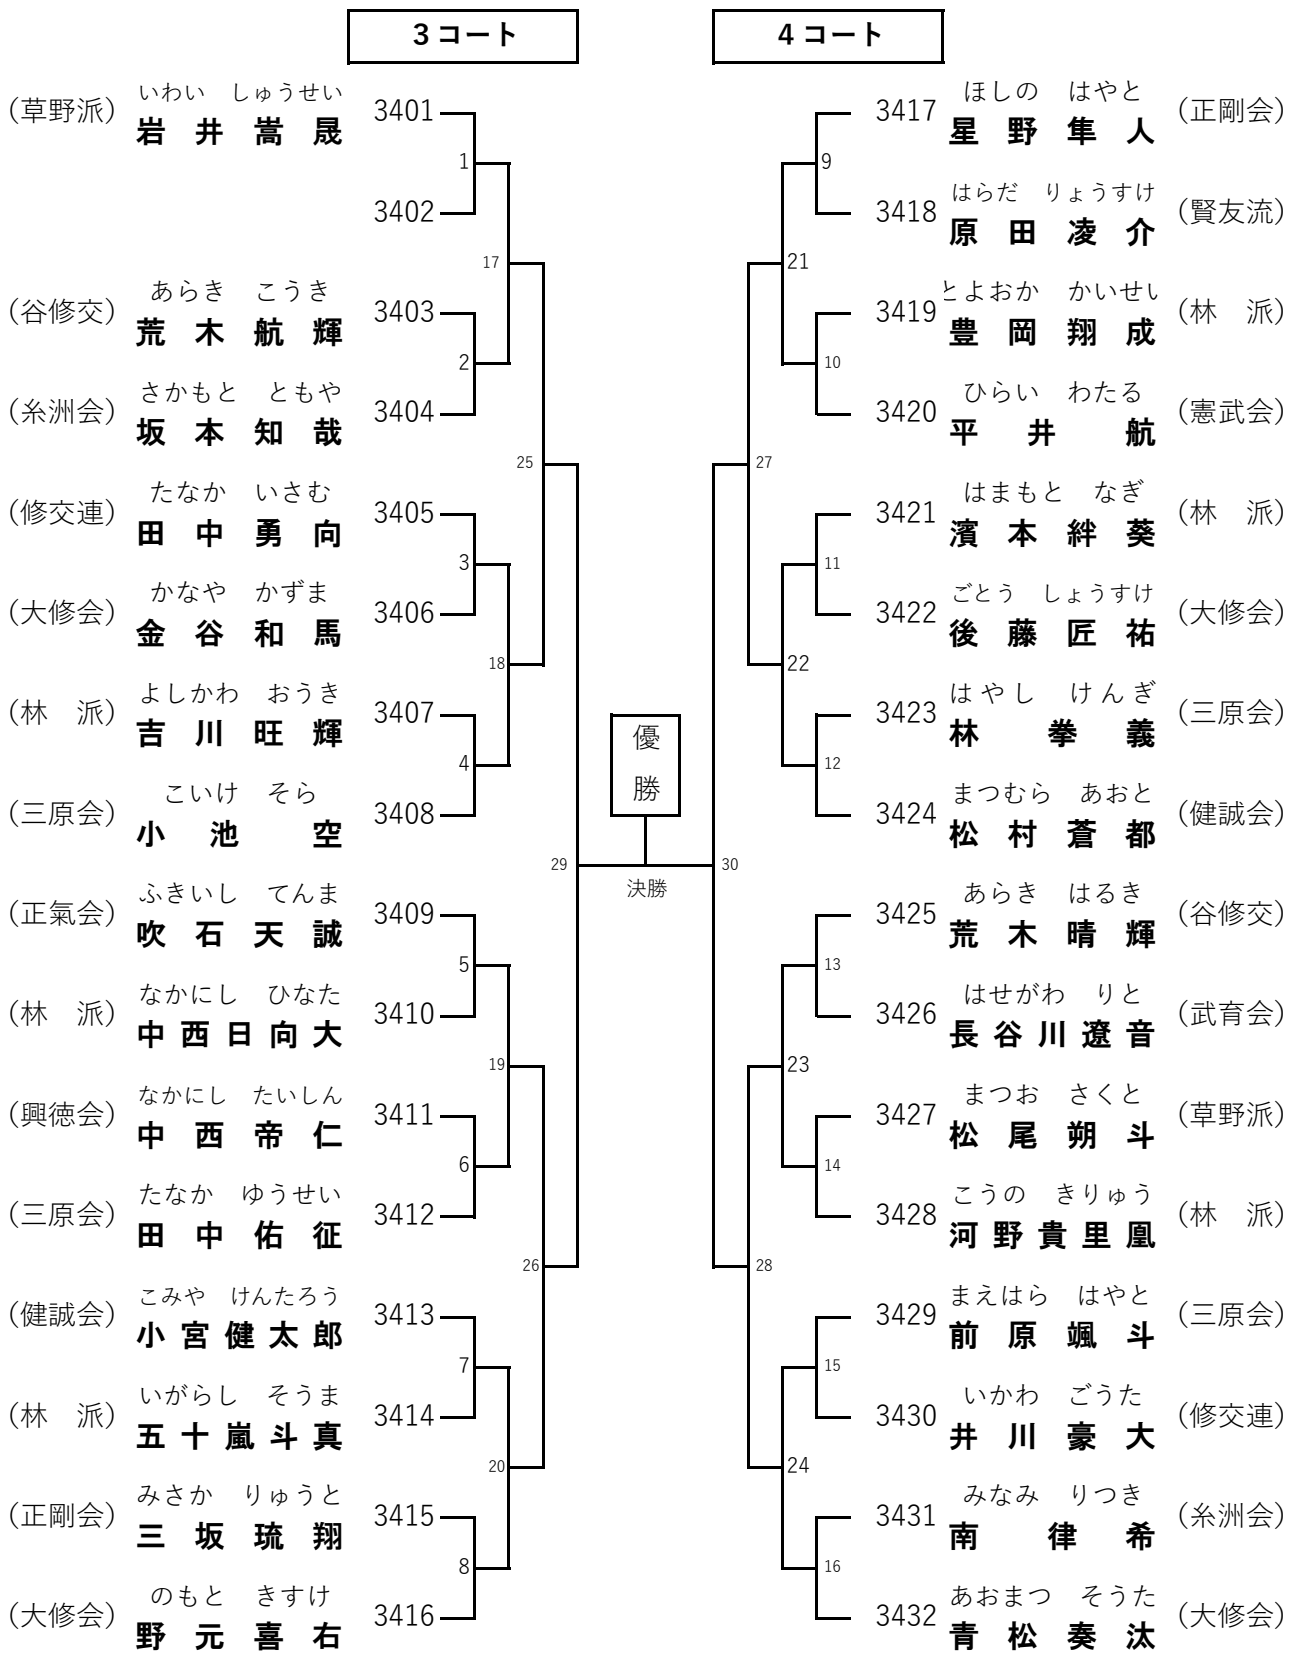 3コート
いわい しゅうせい
(草野派) 岩井嵩晟 3401
1
3402
17
あらき こうき
(谷修交) 荒木航輝 3403
2
さかもと ともや
(糸洲会) 坂本知哉 3404
25
たなか いさむ
(修交連) 田中勇向 3405
3
かなや かずま
(大修会) 金谷和馬 3406
18
よしかわ おうき
(林 派) 吉川旺輝 3407
4
こいけ そら
(三原会) 小池空 3408
29
ふきいし てんま
(正氣会) 吹石天誠 3409
5
なかにし ひなた
(林 派) 中西日向大 3410
19
なかにし たいしん
(興徳会) 中西帝仁 3411
6
たなか ゆうせい
(三原会) 田中佑征 3412
26
こみや けんたろう
(健誠会) 小宮健太郎 3413
7
いがらし そうま
(林 派) 五十嵐斗真 3414
20
みさか りゅうと
(正剛会) 三坂琉翔 3415
8
のもと きすけ
(大修会) 野元喜右 3416
優勝
決勝
4コート
ほしの はやと
3417 星野隼人 (正剛会)
9
はらだ りょうすけ
3418 原田凌介 (賢友流)
21
とよおか かいせい
3419 豊岡翔成 (林 派)
10
ひらい わたる
3420 平井航 (憲武会)
27
はまもと なぎ
3421 濱本絆葵 (林 派)
11
ごとう しょうすけ
3422 後藤匠祐 (大修会)
22
はやし けんぎ
3423 林拳義 (三原会)
12
まつむら あおと
3424 松村蒼都 (健誠会)
30
あらき はるき
3425 荒木晴輝 (谷修交)
13
はせがわ りと
3426 長谷川遼音 (武育会)
23
まつお さくと
3427 松尾朔斗 (草野派)
14
こうの きりゅう
3428 河野貴里凰 (林 派)
28
まえはら はやと
3429 前原颯斗 (三原会)
15
いかわ ごうた
3430 井川豪大 (修交連)
24
みなみ りつき
3431 南律希 (糸洲会)
16
あおまつ そうた
3432 青松奏汰 (大修会)